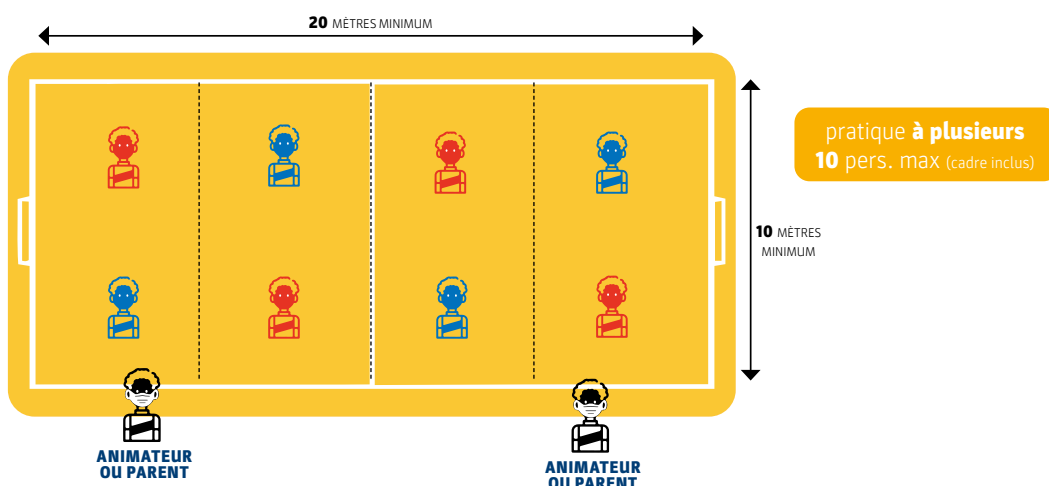 20 MÈTRES MINIMUM
pratique à plusieurs
10 pers. max (cadre inclus)
10 MÈTRES
MINIMUM
ANIMATEUR
OU PARENT
ANIMATEUR
OU PARENT